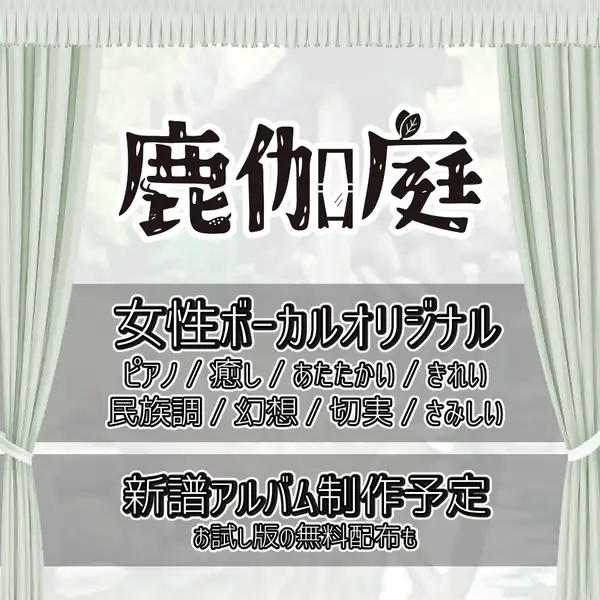 鹿伽庭
女性ボーカルオリジナル
ピアノ / 癒し / あたたかい / きれい
民族調 / 幻想 / 切実 / さみしい
新譜アルバム制作予定
お試し版の無料配布も